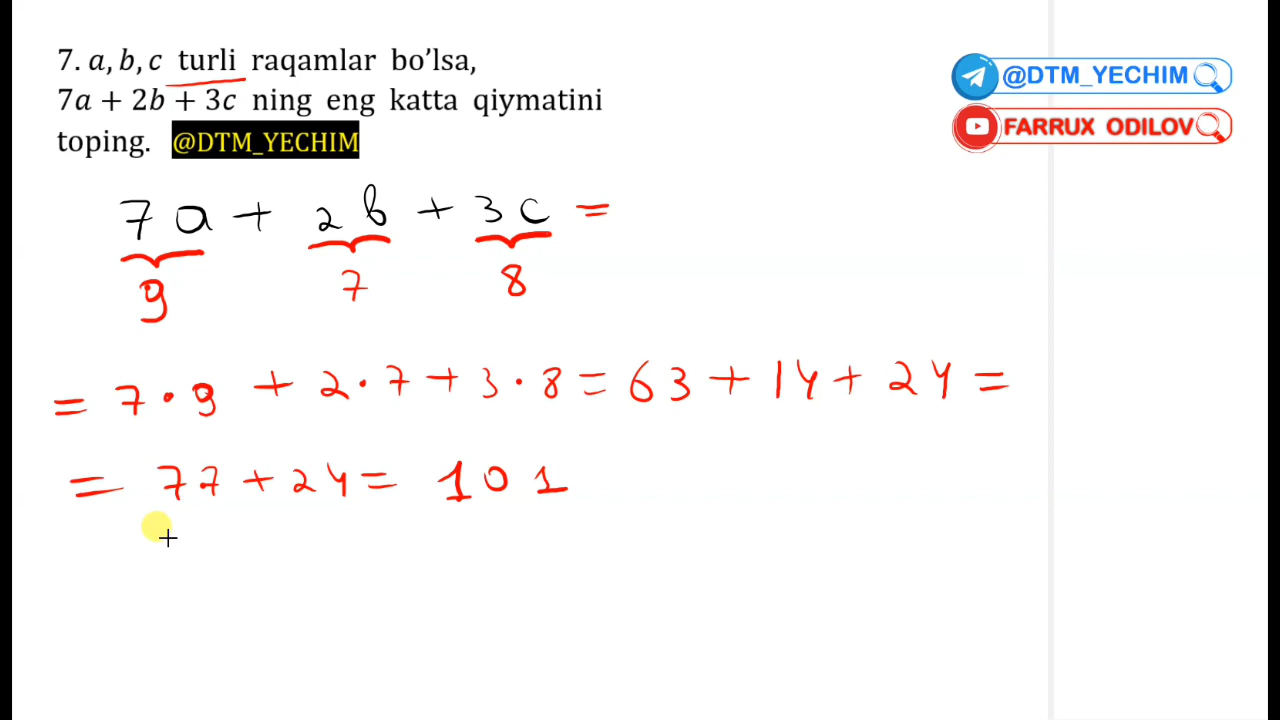 7. a, b, c turli raqamlar bo’lsa,
7a + 2b + 3c ning eng katta qiymatini
toping. @DTM_YECHIM
@DTM_YECHIM
FARRUX ODILOV
7a + 2b + 3c =
9 7 8
= 7·9 + 2·7 + 3·8 = 63 + 14 + 24 =
= 77 + 24 = 101